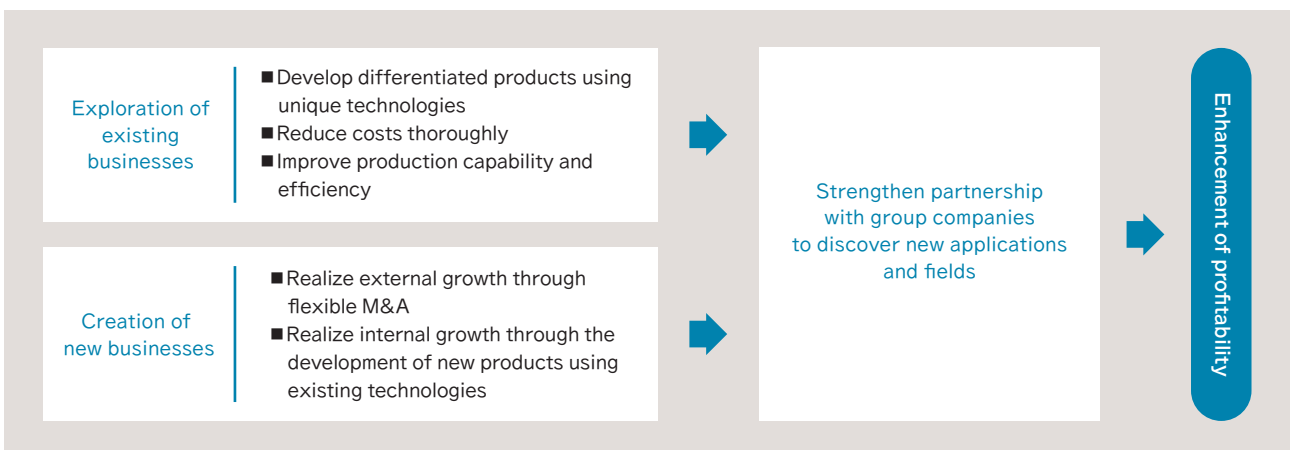 Exploration of
existing
businesses
■Develop differentiated products using
unique technologies
■Reduce costs thoroughly
■Improve production capability and
efficiency
Creation of
new businesses
■Realize external growth through
flexible M&A
■Realize internal growth through the
development of new products using
existing technologies
Strengthen partnership
with group companies
to discover new applications
and fields
Enhancement of profitability